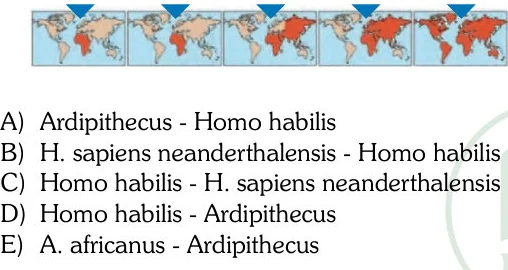 A) Ardipithecus - Homo habilis
B) H. sapiens neanderthalensis - Homo habilis
C) Homo habilis - H. sapiens neanderthalensis
D) Homo habilis - Ardipithecus
E) A. africanus - Ardipithecus